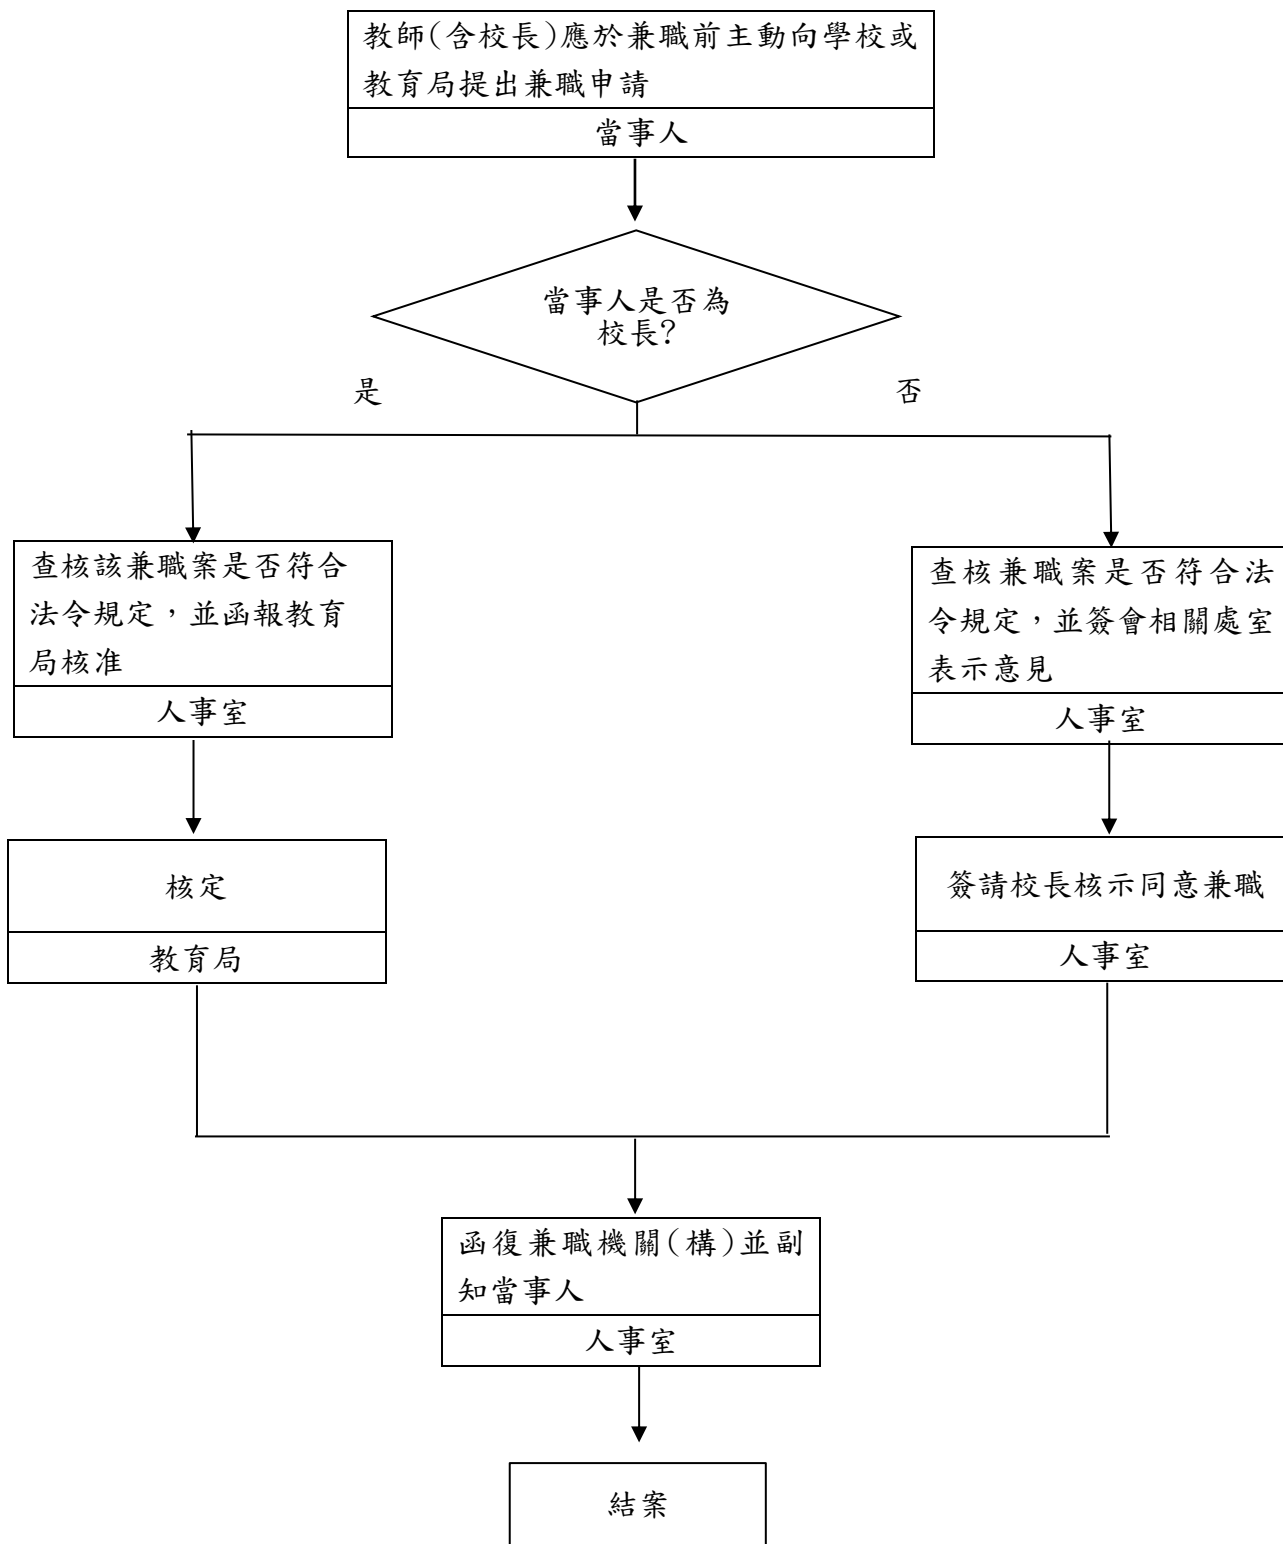 教師(含校長)應於兼職前主動向學校或
教育局提出兼職申請
當事人
當事人是否為
校長?
是
否
查核該兼職案是否符合
法令規定，並函報教育
局核准
人事室
查核兼職案是否符合法
令規定，並簽會相關處室
表示意見
人事室
核定
教育局
簽請校長核示同意兼職
人事室
函復兼職機關(構)並副
知當事人
人事室
結案